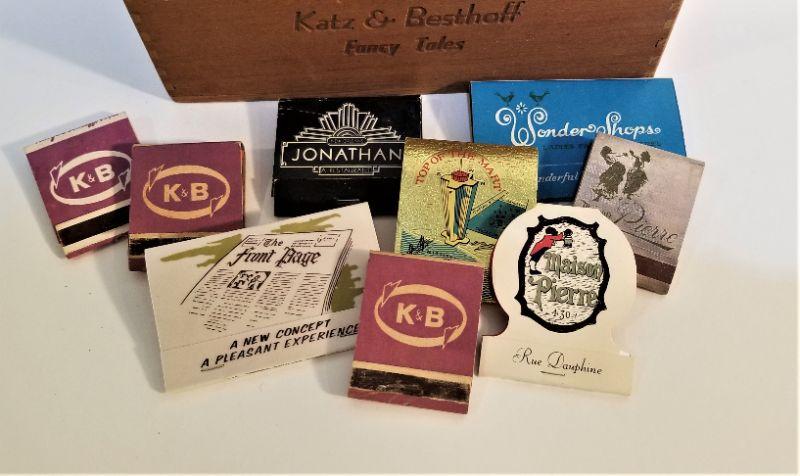 Katz & Besthoff
Fancy Tales
K&B
K&B
JONATHAN
A RESTAURANT
TOP OF THE MART
Wonder Shops
Pierre
The
Front Page
A NEW CONCEPT
A PLEASANT EXPERIENCE
K&B
Maison
Pierre
430
Rue Dauphine